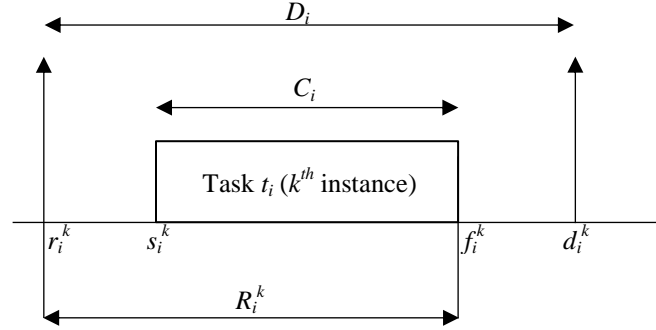 D_i
C_i
Task t_i (k^th instance)
r_i^k s_i^k f_i^k d_i^k
R_i^k